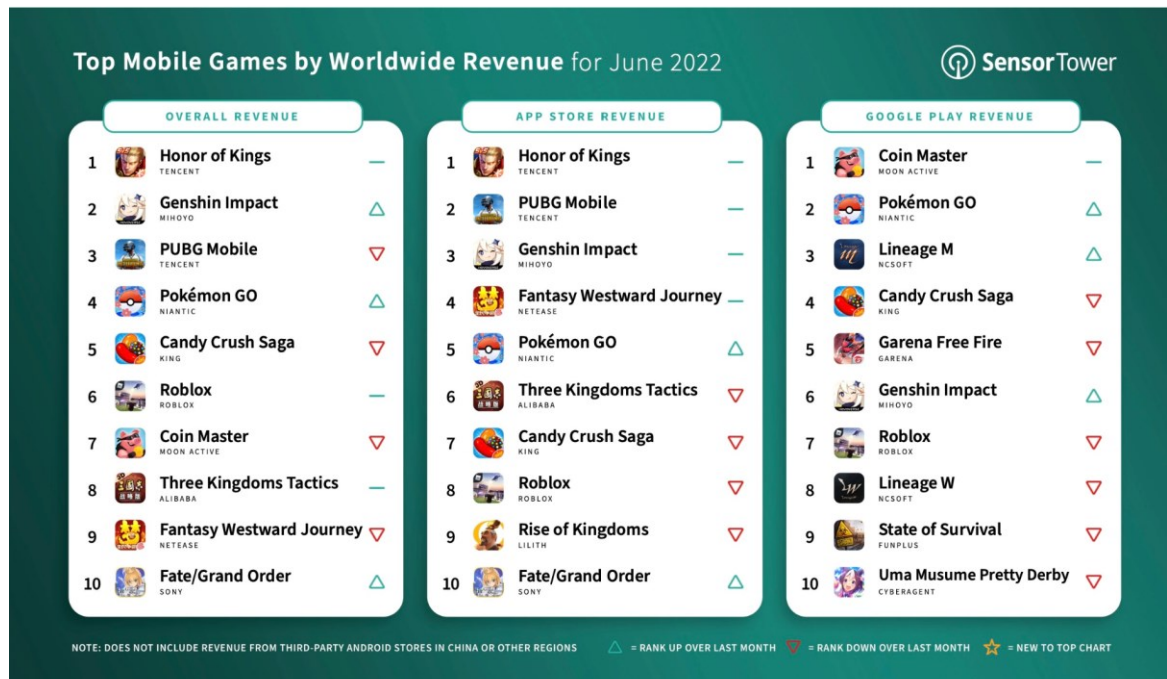 Top Mobile Games by Worldwide Revenue for June 2022
SensorTower
OVERALL REVENUE
1 Honor of Kings
TENCENT
2 Genshin Impact
MIHOYO
3 PUBG Mobile
TENCENT
4 Pokémon GO
NIANTIC
5 Candy Crush Saga
KING
6 Roblox
ROBLOX
7 Coin Master
MOON ACTIVE
8 Three Kingdoms Tactics
ALIBABA
9 Fantasy Westward Journey
NETEASE
10 Fate/Grand Order
SONY
APP STORE REVENUE
1 Honor of Kings
TENCENT
2 PUBG Mobile
TENCENT
3 Genshin Impact
MIHOYO
4 Fantasy Westward Journey
NETEASE
5 Pokémon GO
NIANTIC
6 Three Kingdoms Tactics
ALIBABA
7 Candy Crush Saga
KING
8 Roblox
ROBLOX
9 Rise of Kingdoms
LILITH
10 Fate/Grand Order
SONY
GOOGLE PLAY REVENUE
1 Coin Master
MOON ACTIVE
2 Pokémon GO
NIANTIC
3 Lineage M
NCSOFT
4 Candy Crush Saga
KING
5 Garena Free Fire
GARENA
6 Genshin Impact
MIHOYO
7 Roblox
ROBLOX
8 Lineage W
NCSOFT
9 State of Survival
FUNPLUS
10 Uma Musume Pretty Derby
CYBERAGENT
NOTE: DOES NOT INCLUDE REVENUE FROM THIRD-PARTY ANDROID STORES IN CHINA OR OTHER REGIONS
= RANK UP OVER LAST MONTH
= RANK DOWN OVER LAST MONTH
= NEW TO TOP CHART